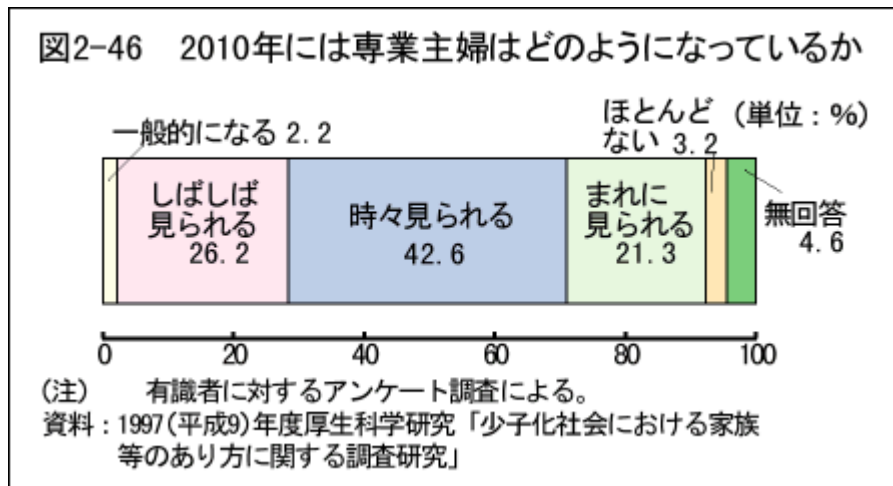 図2-46　2010年には専業主婦はどのようになっているか
(単位：%)
一般的になる 2.2
しばしば
見られる
26.2
時々見られる
42.6
まれに
見られる
21.3
ほとんど
ない 3.2
無回答
4.6
0 20 40 60 80 100
(注)　有識者に対するアンケート調査による。
資料：1997(平成9)年度厚生科学研究「少子化社会における家族
等のあり方に関する調査研究」